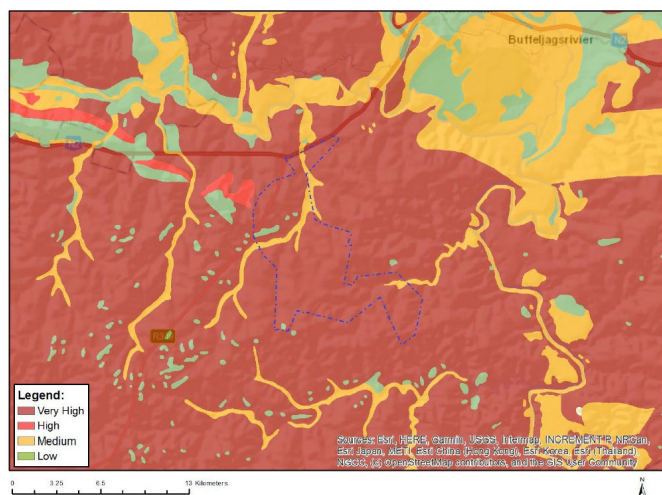 Buffeljagsrivier
N2
N2
Legend:
Very High
High
Medium
Low
Sources: Esri, HERE, Garmin, USGS, Intermap, INCREMENT P, NRCan,
Esri Japan, METI, Esri China (Hong Kong), Esri Korea, Esri (Thailand),
NGCC, (c) OpenStreetMap contributors, and the GIS User Community
0 3.25 6.5 13 Kilometers
N